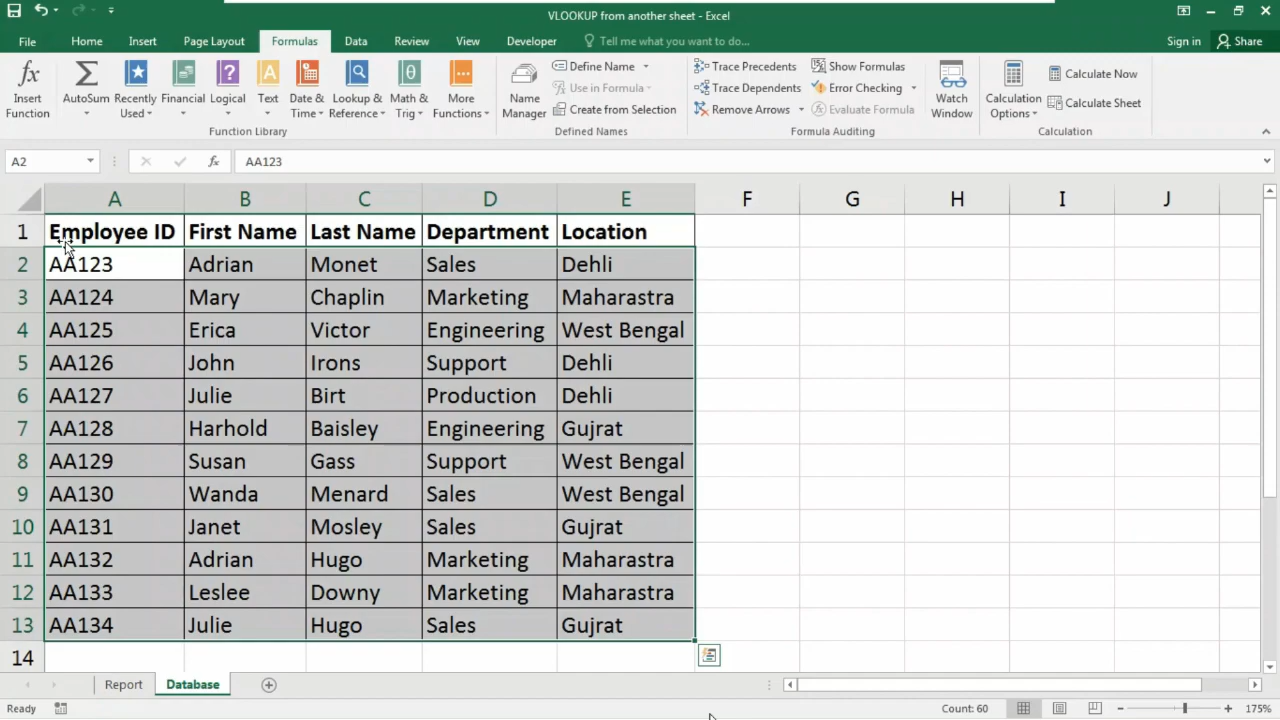 VLOOKUP from another sheet - Excel
File Home Insert Page Layout Formulas Data Review View Developer Tell me what you want to do... Sign in Share
Insert Function
AutoSum
Recently Used
Financial
Logical
Text
Date & Time
Lookup & Reference
Math & Trig
More Functions
Function Library
Name Manager
Define Name
Use in Formula
Create from Selection
Defined Names
Trace Precedents
Trace Dependents
Remove Arrows
Show Formulas
Error Checking
Evaluate Formula
Formula Auditing
Watch Window
Calculation Options
Calculate Now
Calculate Sheet
Calculation
A2 fx AA123
A B C D E F G H I J
1 Employee ID First Name Last Name Department Location
2 AA123 Adrian Monet Sales Dehli
3 AA124 Mary Chaplin Marketing Maharastra
4 AA125 Erica Victor Engineering West Bengal
5 AA126 John Irons Support Dehli
6 AA127 Julie Birt Production Dehli
7 AA128 Harhold Baisley Engineering Gujrat
8 AA129 Susan Gass Support West Bengal
9 AA130 Wanda Menard Sales West Bengal
10 AA131 Janet Mosley Sales Gujrat
11 AA132 Adrian Hugo Marketing Maharastra
12 AA133 Leslee Downy Marketing Maharastra
13 AA134 Julie Hugo Sales Gujrat
14
Report Database
Ready Count: 60 175%